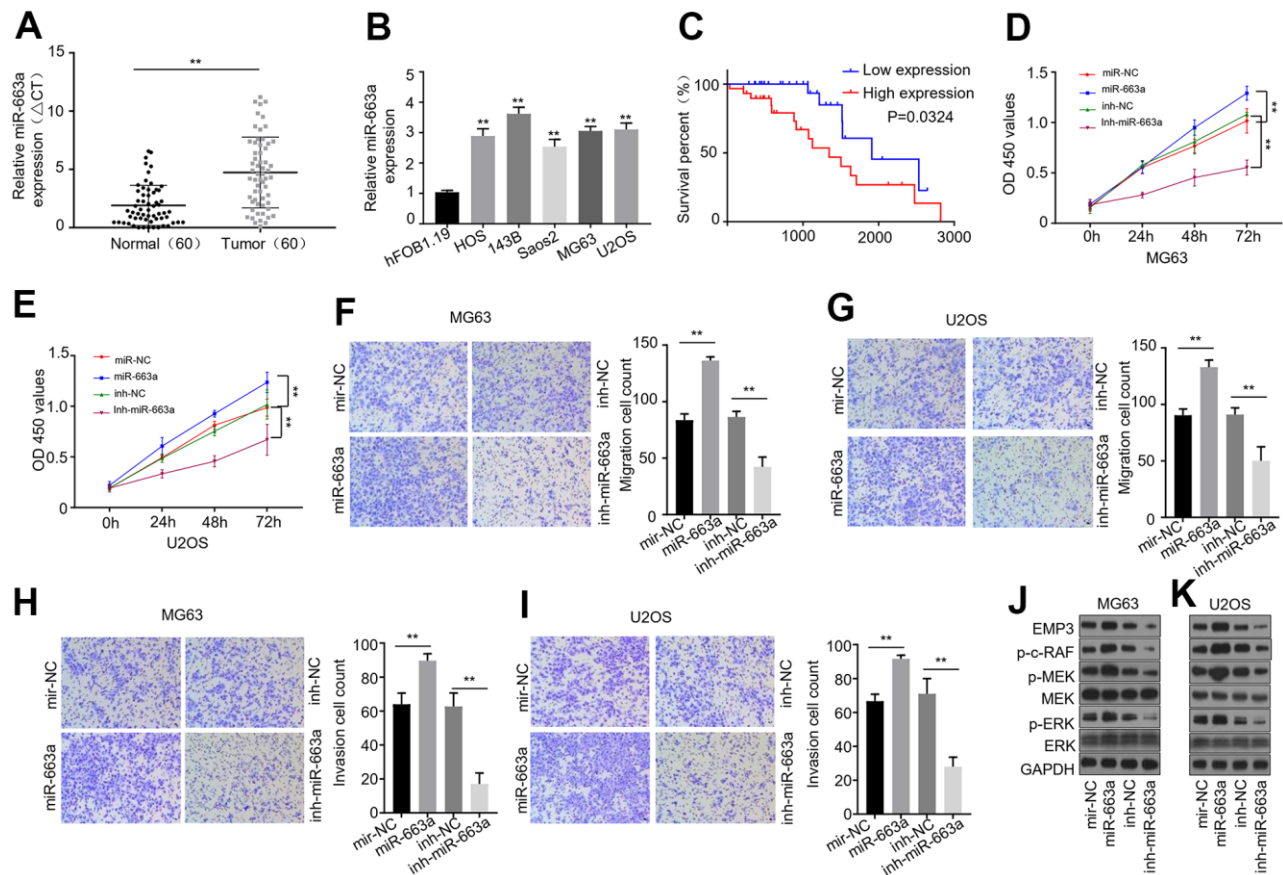 A
Relative miR-663a
expression (△CT)
15
10
5
0
**
Normal (60)
Tumor (60)
B
Relative miR-663a
expression
5
4
3
2
1
0
**
**
**
**
**
hFOB1.19
HOS
143B
Saos2
MG63
U2OS
C
Survival percent (%)
100
50
0
Low expression
High expression
P=0.0324
1000
2000
3000
D
OD 450 values
1.5
1.0
0.5
0.0
miR-NC
miR-663a
inh-NC
Inh-miR-663a
**
**
0h
24h
48h
72h
MG63
E
OD 450 values
1.5
1.0
0.5
0.0
miR-NC
miR-663a
inh-NC
Inh-miR-663a
**
**
0h
24h
48h
72h
U2OS
F
MG63
mir-NC
inh-NC
miR-663a
inh-miR-663a
Migration cell count
150
100
50
0
**
**
mir-NC
miR-663a
inh-NC
inh-miR-663a
G
U2OS
mir-NC
inh-NC
miR-663a
inh-miR-663a
Migration cell count
150
100
50
0
**
**
mir-NC
miR-663a
inh-NC
inh-miR-663a
H
MG63
mir-NC
inh-NC
miR-663a
inh-miR-663a
Invasion cell count
100
80
60
40
20
0
**
**
mir-NC
miR-663a
inh-NC
inh-miR-663a
I
U2OS
mir-NC
inh-NC
miR-663a
inh-miR-663a
Invasion cell count
100
80
60
40
20
0
**
**
mir-NC
miR-663a
inh-NC
inh-miR-663a
J
MG63
K
U2OS
EMP3
p-c-RAF
p-MEK
MEK
p-ERK
ERK
GAPDH
mir-NC
miR-663a
inh-NC
inh-miR-663a
mir-NC
miR-663a
inh-NC
inh-miR-663a